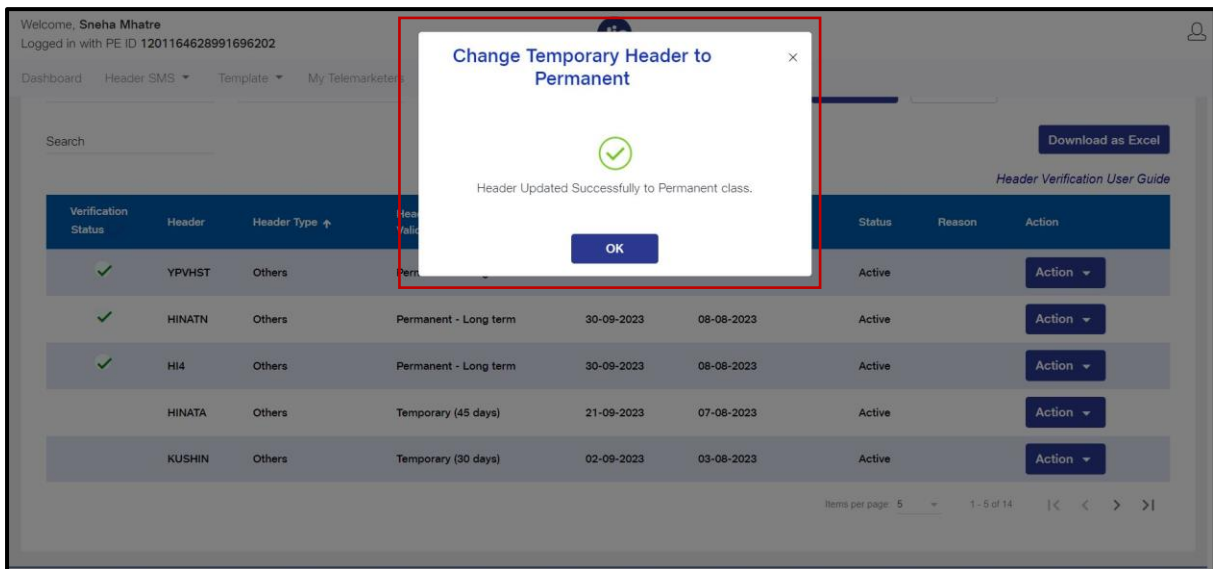 Welcome, Sneha Mhatre
Logged in with PE ID 1201164628991696202
Dashboard Header SMS Template My Telemarketers
Change Temporary Header to
Permanent
Header Updated Successfully to Permanent class.
OK
Search
Download as Excel
Header Verification User Guide
Verification
Status
Header
Header Type
Status
Reason
Action
YPVHST Others Active Action
HINATN Others Permanent - Long term 30-09-2023 08-08-2023 Active Action
HI4 Others Permanent - Long term 30-09-2023 08-08-2023 Active Action
HINATA Others Temporary (45 days) 21-09-2023 07-08-2023 Active Action
KUSHIN Others Temporary (30 days) 02-09-2023 03-08-2023 Active Action
Items per page: 5 1 - 5 of 14